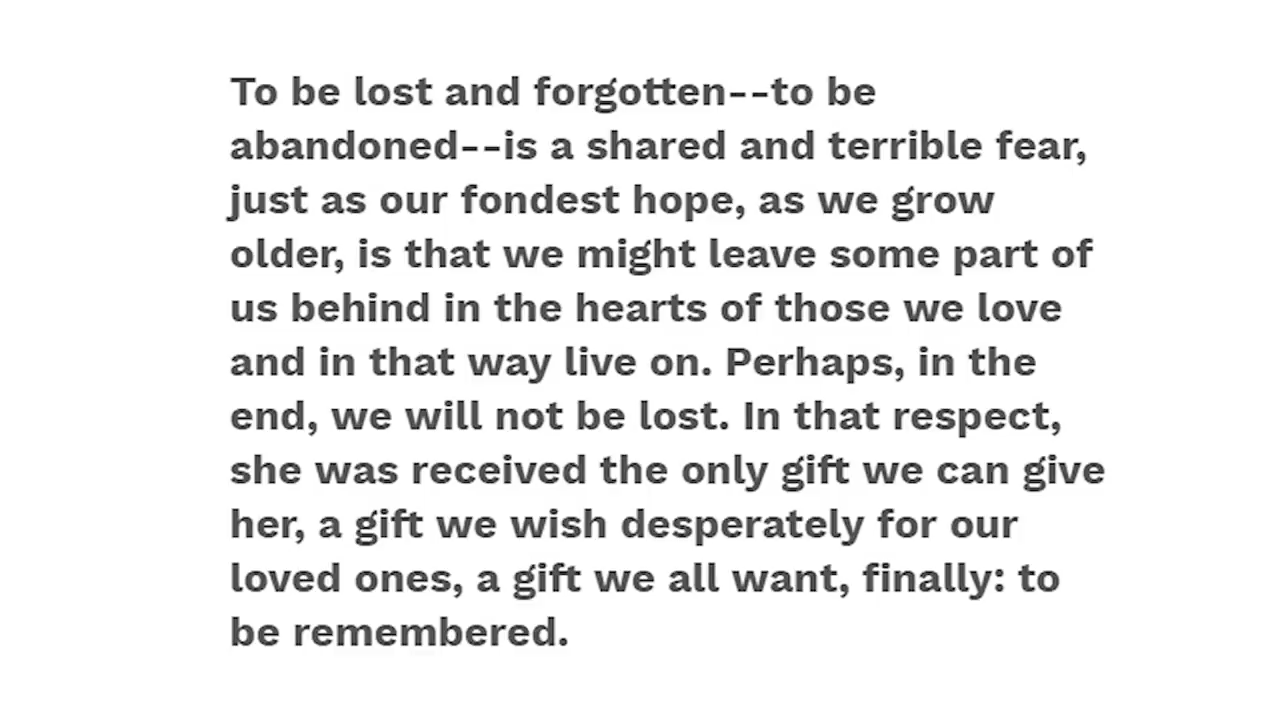 To be lost and forgotten--to be
abandoned--is a shared and terrible fear,
just as our fondest hope, as we grow
older, is that we might leave some part of
us behind in the hearts of those we love
and in that way live on. Perhaps, in the
end, we will not be lost. In that respect,
she was received the only gift we can give
her, a gift we wish desperately for our
loved ones, a gift we all want, finally: to
be remembered.